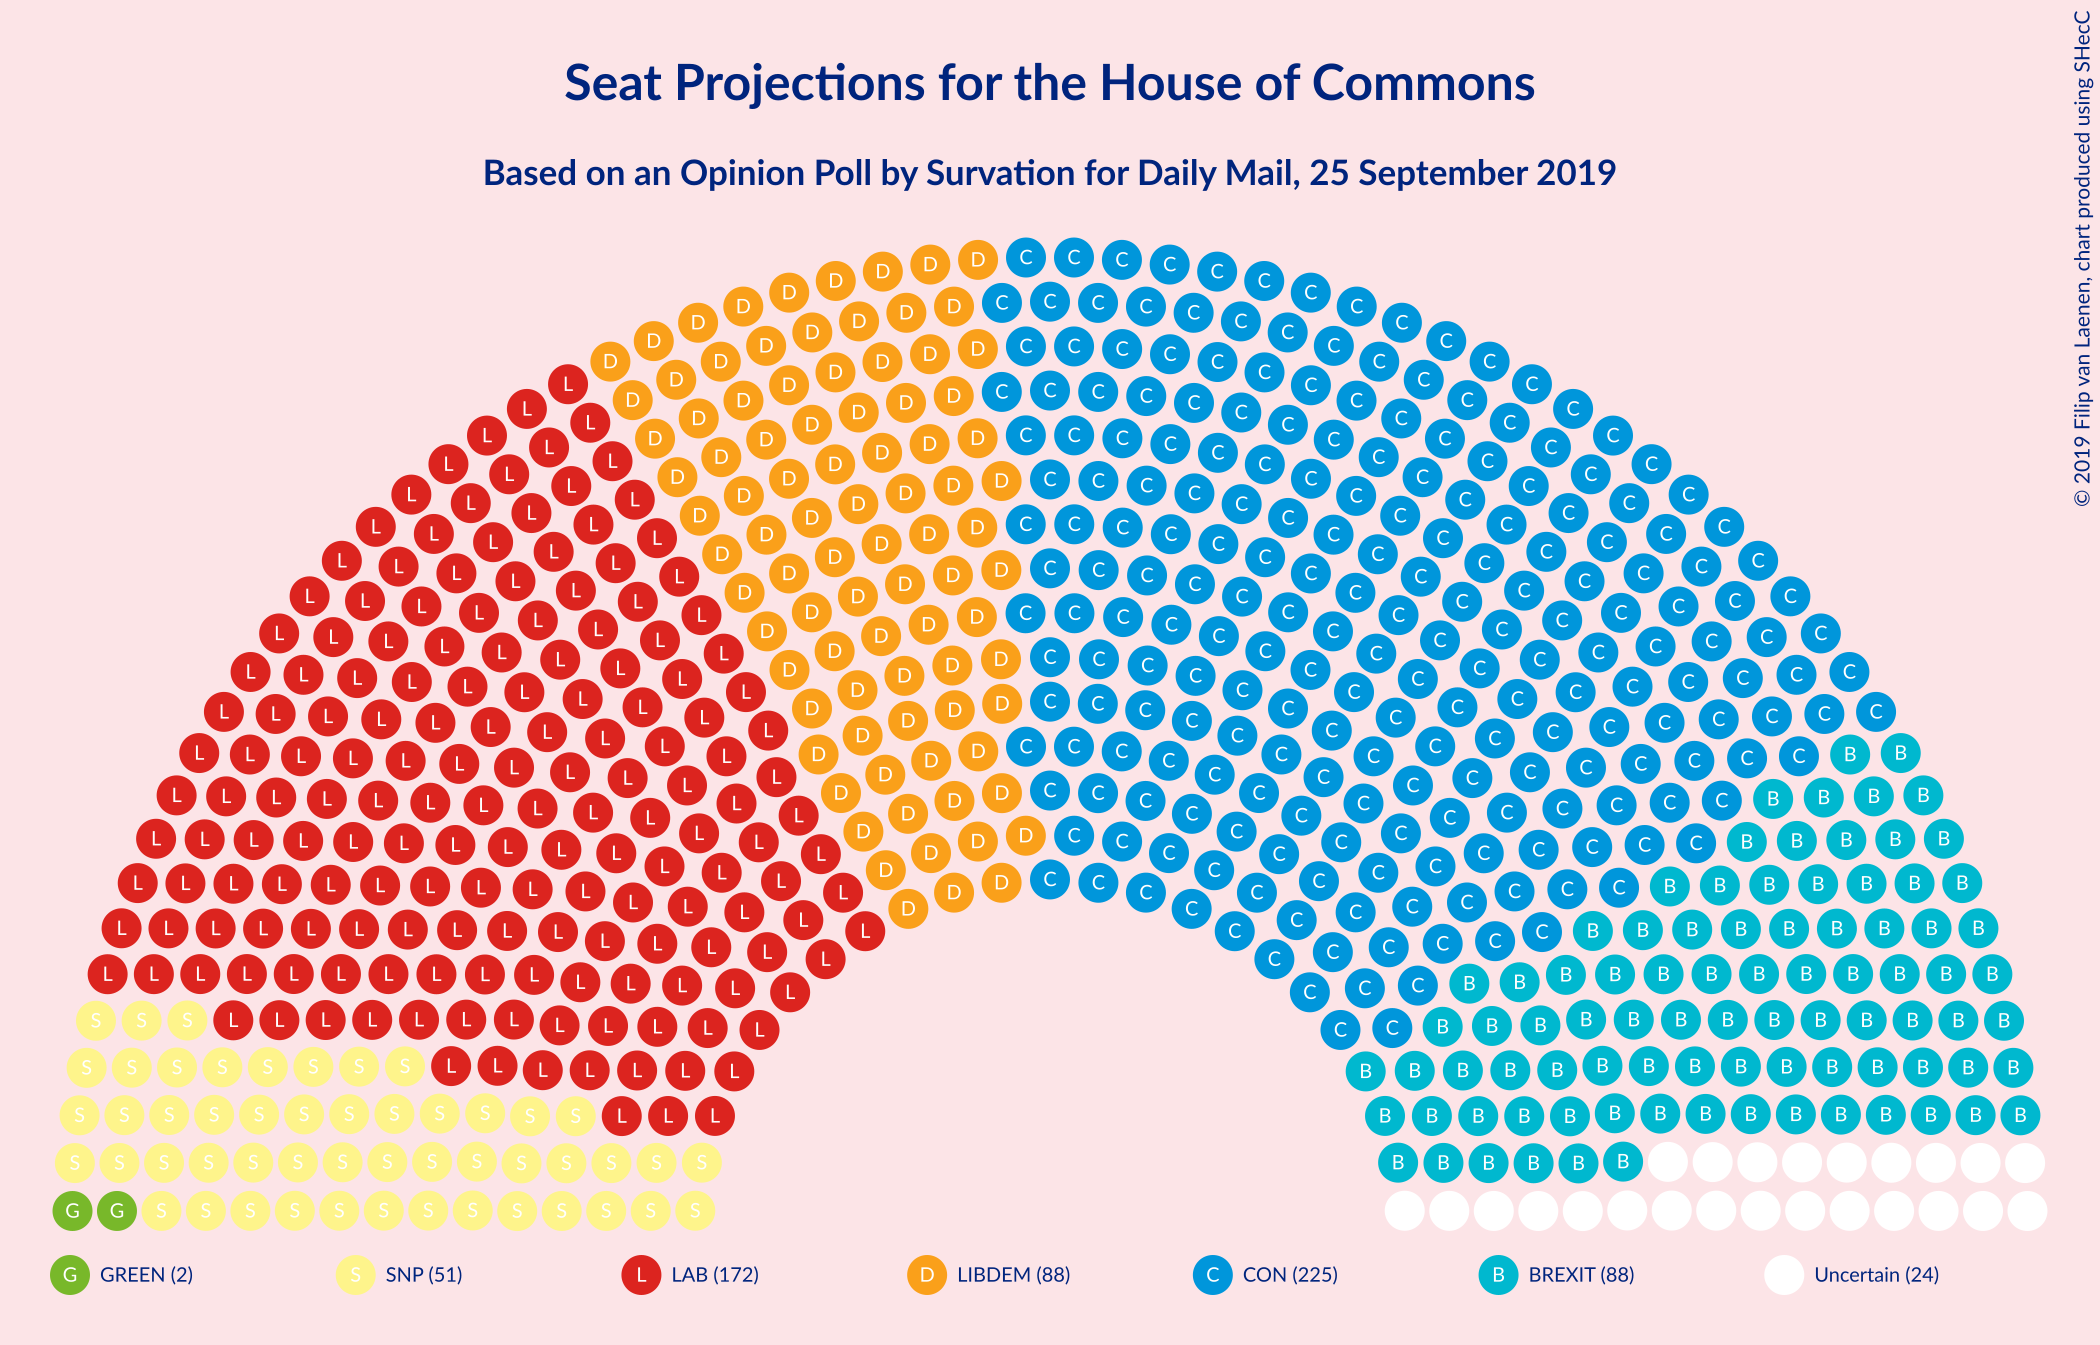 Seat Projections for the House of Commons
Based on an Opinion Poll by Survation for Daily Mail, 25 September 2019
© 2019 Filip van Laenen, chart produced using SHecC
G GREEN (2)
S SNP (51)
L LAB (172)
D LIBDEM (88)
C CON (225)
B BREXIT (88)
Uncertain (24)